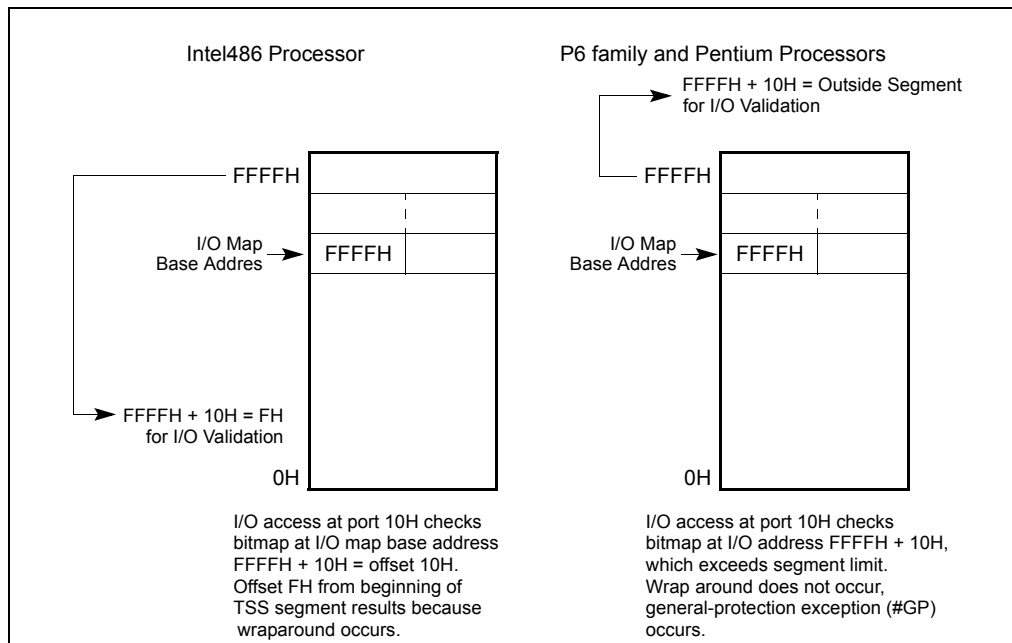 Intel486 Processor
FFFFH
I/O Map
Base Addres
FFFFH
FFFFH + 10H = FH
for I/O Validation
0H
I/O access at port 10H checks
bitmap at I/O map base address
FFFFH + 10H = offset 10H.
Offset FH from beginning of
TSS segment results because
wraparound occurs.
P6 family and Pentium Processors
FFFFH + 10H = Outside Segment
for I/O Validation
FFFFH
I/O Map
Base Addres
FFFFH
0H
I/O access at port 10H checks
bitmap at I/O address FFFFH + 10H,
which exceeds segment limit.
Wrap around does not occur,
general-protection exception (#GP)
occurs.